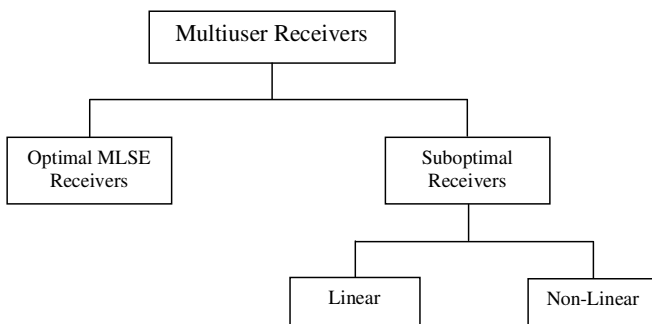 Multiuser Receivers
Optimal MLSE
Receivers
Suboptimal
Receivers
Linear
Non-Linear